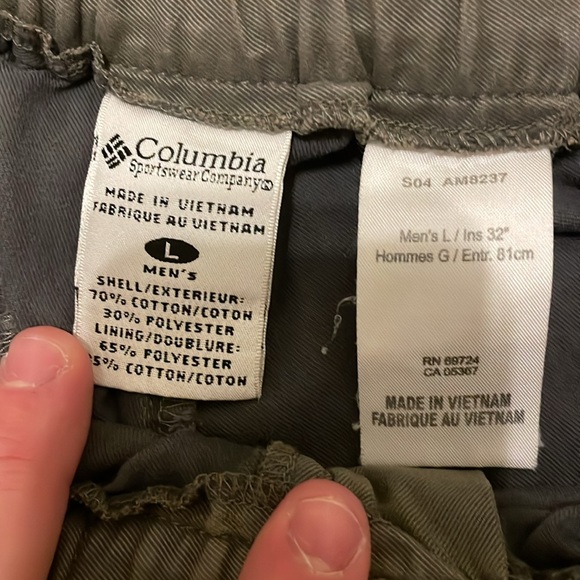 Columbia
Sportswear Company®
MADE IN VIETNAM
FABRIQUE AU VIETNAM
L
MEN'S
SHELL/EXTERIEUR:
70% COTTON/COTON
30% POLYESTER
LINING/DOUBLURE:
65% POLYESTER
5% COTTON/COTON
S04 AM8237
Men's L / Ins 32"
Hommes G / Entr. 81cm
RN 69724
CA 05367
MADE IN VIETNAM
FABRIQUE AU VIETNAM